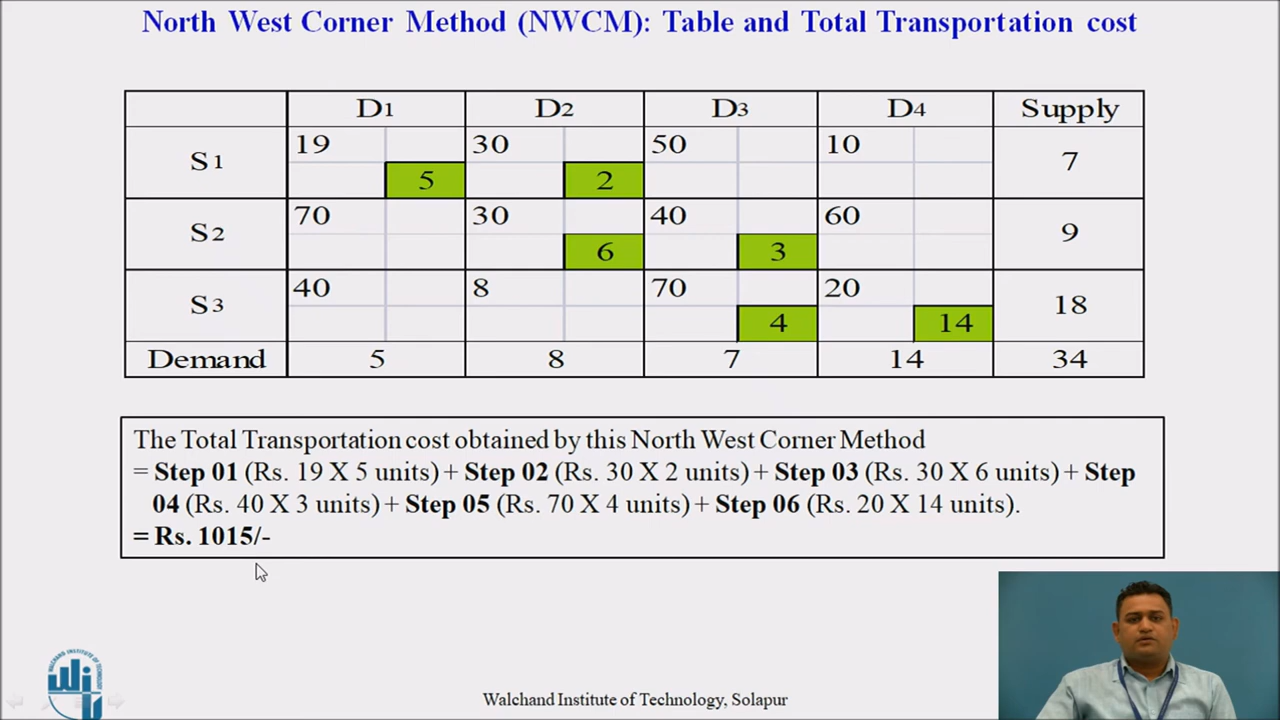 North West Corner Method (NWCM): Table and Total Transportation cost
D1 D2 D3 D4 Supply
S1 19 5 30 2 50 10 7
S2 70 30 6 40 3 60 9
S3 40 8 70 4 20 14 18
Demand 5 8 7 14 34
The Total Transportation cost obtained by this North West Corner Method
= Step 01 (Rs. 19 X 5 units) + Step 02 (Rs. 30 X 2 units) + Step 03 (Rs. 30 X 6 units) + Step
04 (Rs. 40 X 3 units) + Step 05 (Rs. 70 X 4 units) + Step 06 (Rs. 20 X 14 units).
= Rs. 1015/-
WALCHAND INSTITUTE OF TECHNOLOGY
Walchand Institute of Technology, Solapur